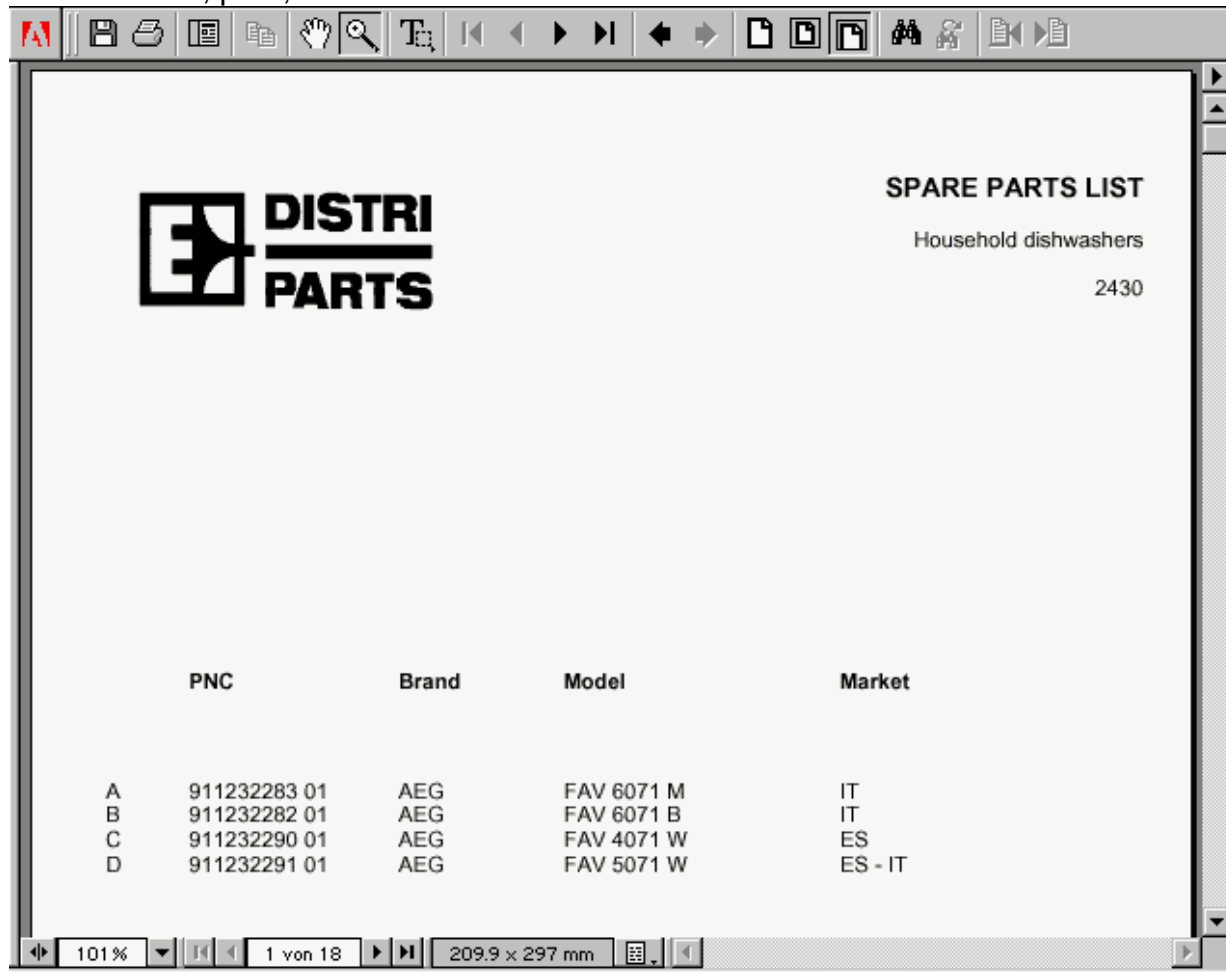 DISTRI
PARTS
SPARE PARTS LIST
Household dishwashers
2430
PNC Brand Model Market
A 911232283 01 AEG FAV 6071 M IT
B 911232282 01 AEG FAV 6071 B IT
C 911232290 01 AEG FAV 4071 W ES
D 911232291 01 AEG FAV 5071 W ES - IT
101% 1 von 18 209.9 x 297 mm